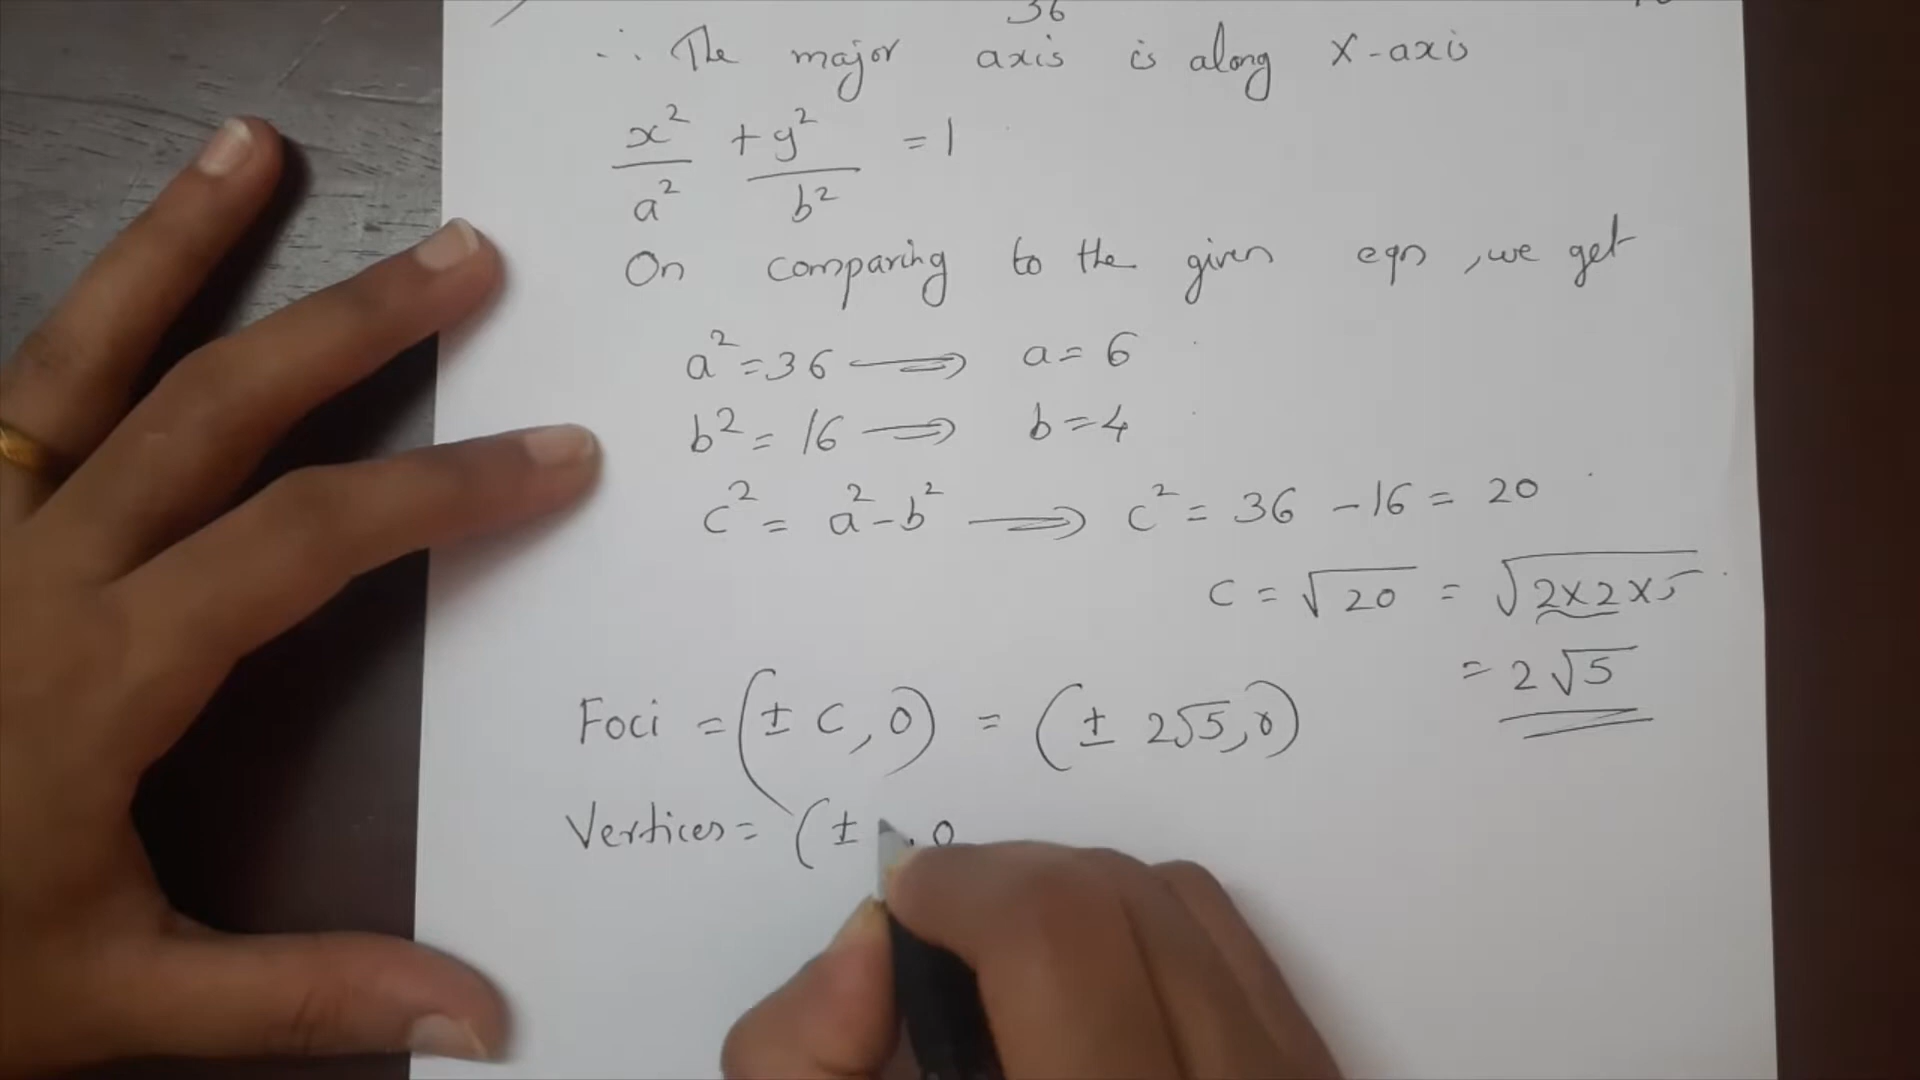 36
∴ The major axis is along X-axis
x²/a² + y²/b² = 1
On comparing to the given eqn, we get
a² = 36 ⟹ a = 6
b² = 16 ⟹ b = 4
c² = a² - b² ⟹ c² = 36 - 16 = 20
c = √20 = √2×2×5
= 2√5
Foci = (± c, 0) = (± 2√5, 0)
Vertices = (± , 0